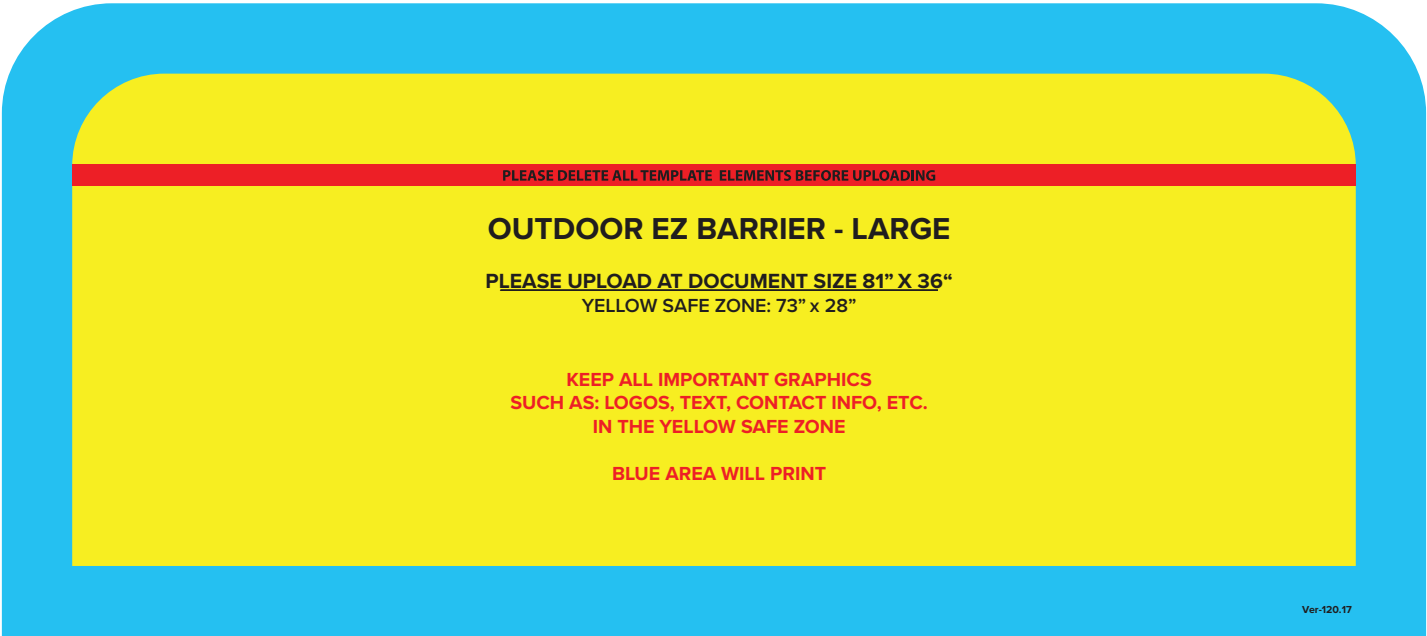 PLEASE DELETE ALL TEMPLATE ELEMENTS BEFORE UPLOADING
OUTDOOR EZ BARRIER - LARGE
PLEASE UPLOAD AT DOCUMENT SIZE 81” X 36“
YELLOW SAFE ZONE: 73” x 28”
KEEP ALL IMPORTANT GRAPHICS
SUCH AS: LOGOS, TEXT, CONTACT INFO, ETC.
IN THE YELLOW SAFE ZONE
BLUE AREA WILL PRINT
Ver-120.17